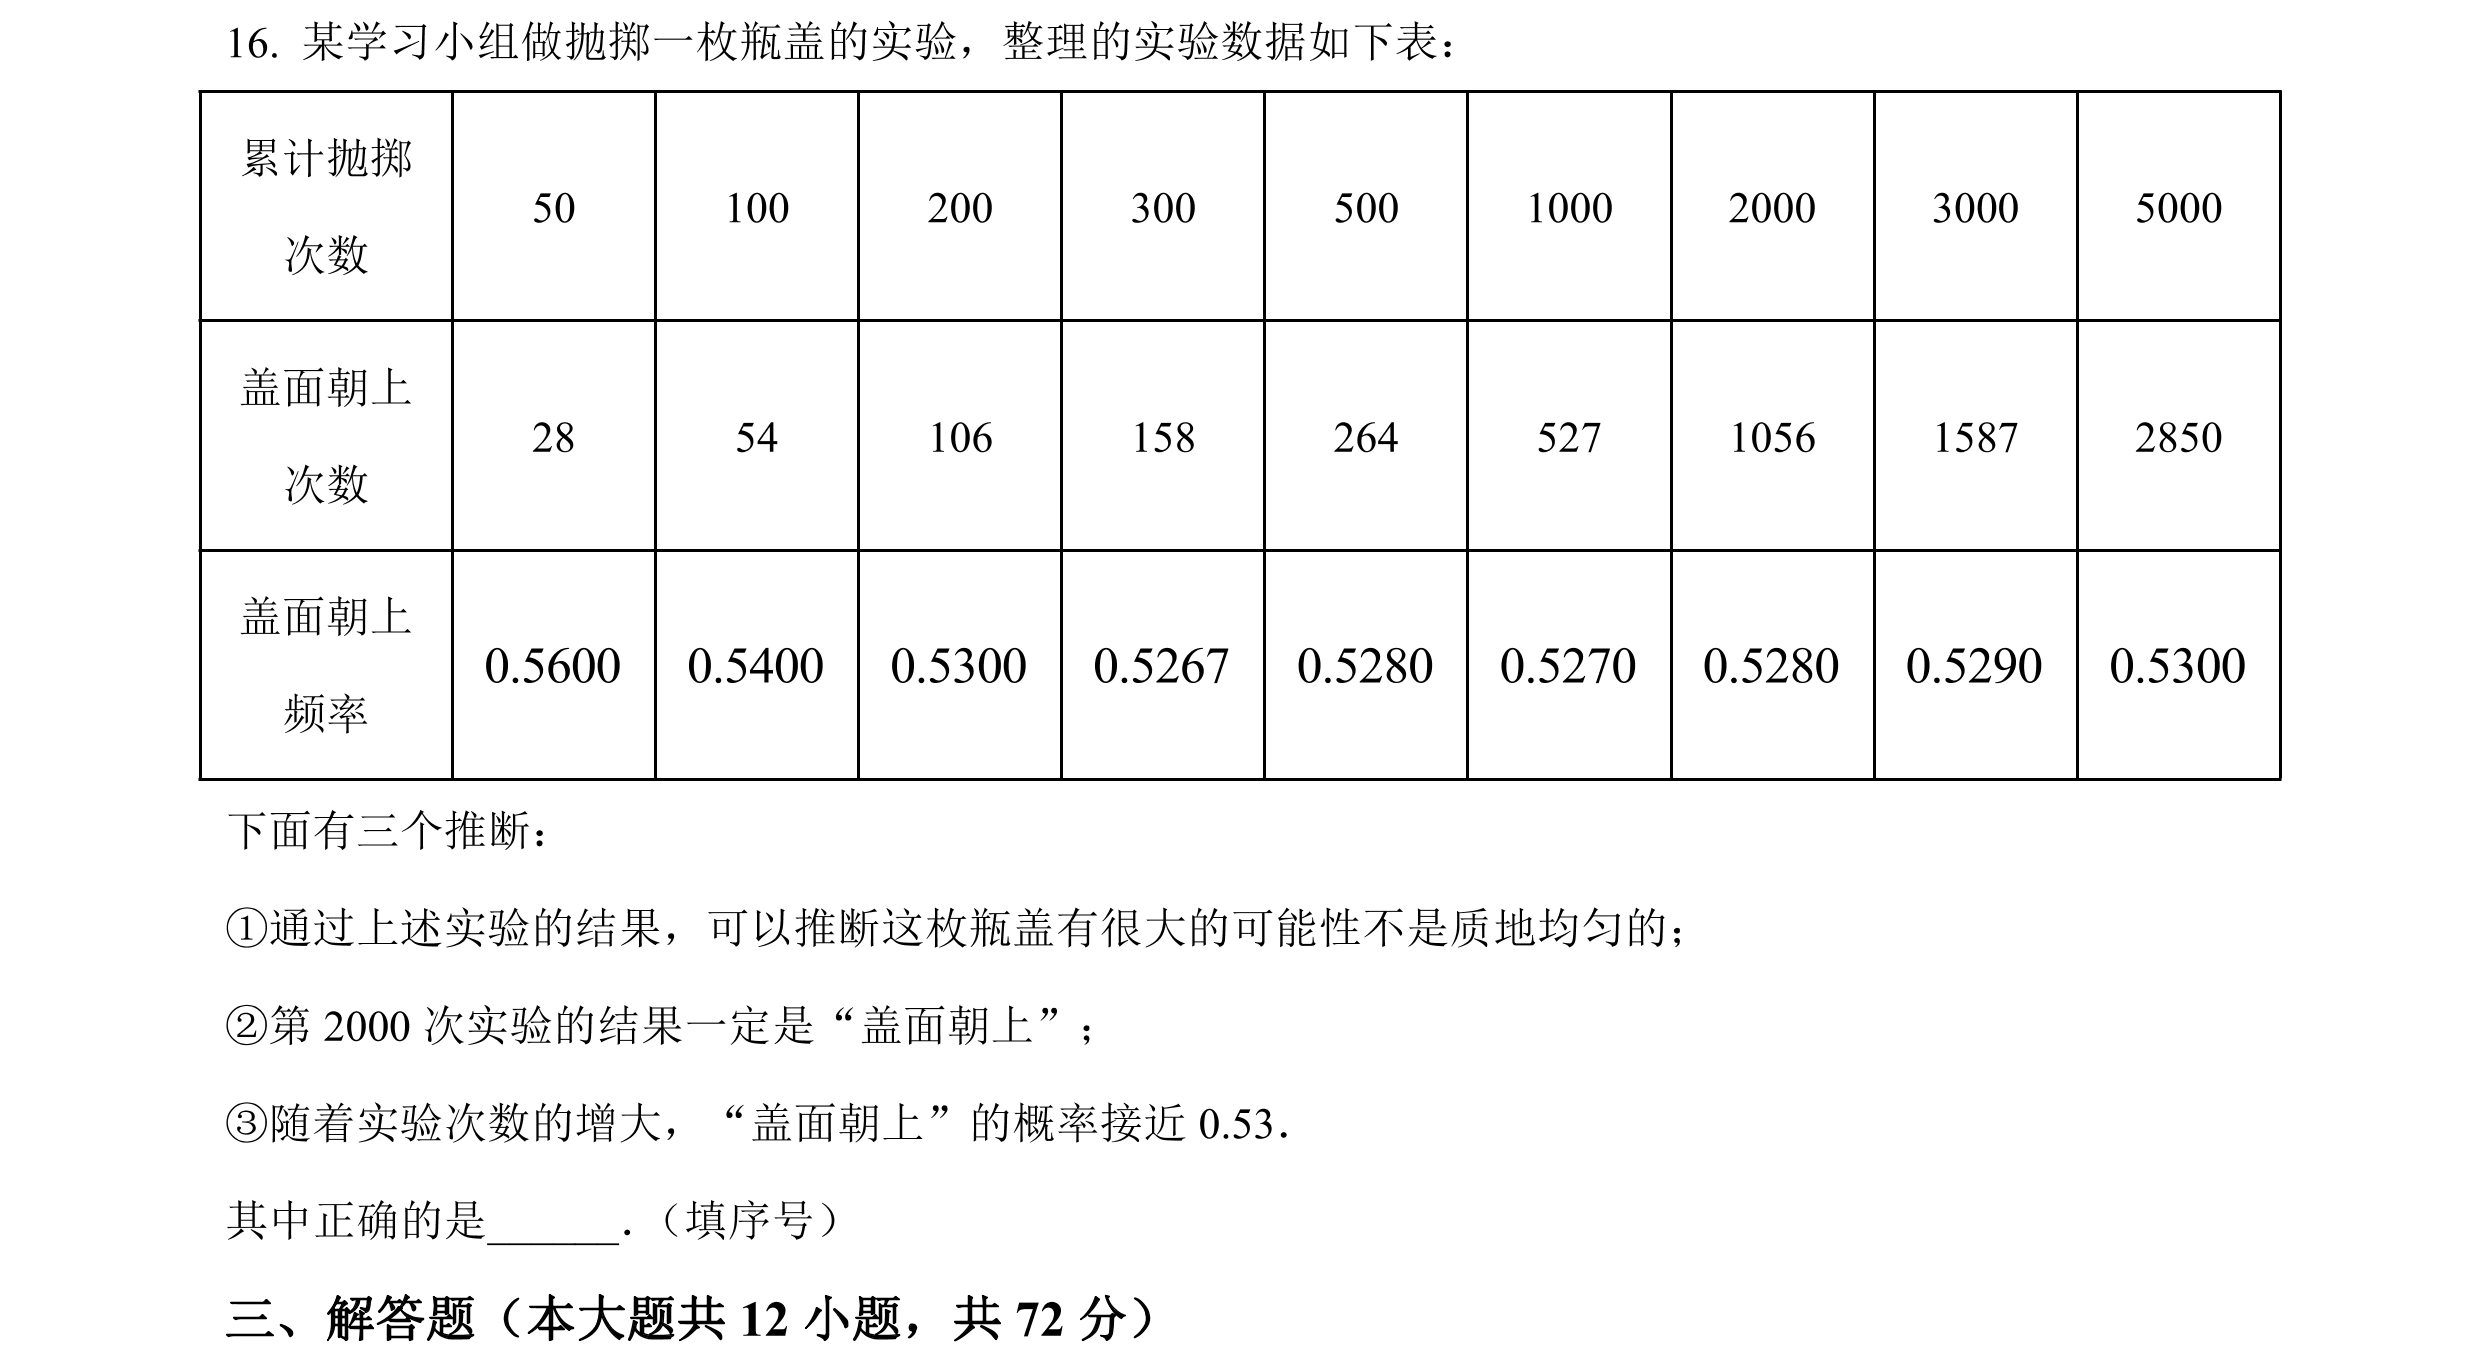 16. 某学习小组做抛掷一枚瓶盖的实验，整理的实验数据如下表：
累计抛掷次数 50 100 200 300 500 1000 2000 3000 5000
盖面朝上次数 28 54 106 158 264 527 1056 1587 2850
盖面朝上频率 0.5600 0.5400 0.5300 0.5267 0.5280 0.5270 0.5280 0.5290 0.5300
下面有三个推断：
①通过上述实验的结果，可以推断这枚瓶盖有很大的可能性不是质地均匀的；
②第 2000 次实验的结果一定是“盖面朝上”；
③随着实验次数的增大，“盖面朝上”的概率接近 0.53．
其中正确的是______．（填序号）
三、解答题（本大题共 12 小题，共 72 分）